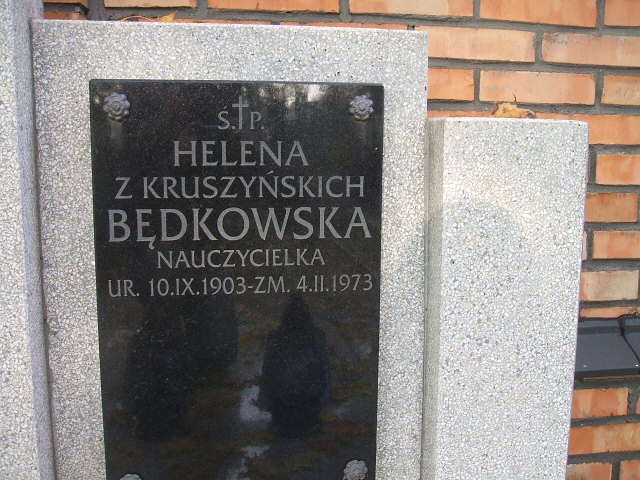 Ś.†P.
HELENA
Z KRUSZYŃSKICH
BĘDKOWSKA
NAUCZYCIELKA
UR. 10.IX.1903-ZM. 4.II.1973